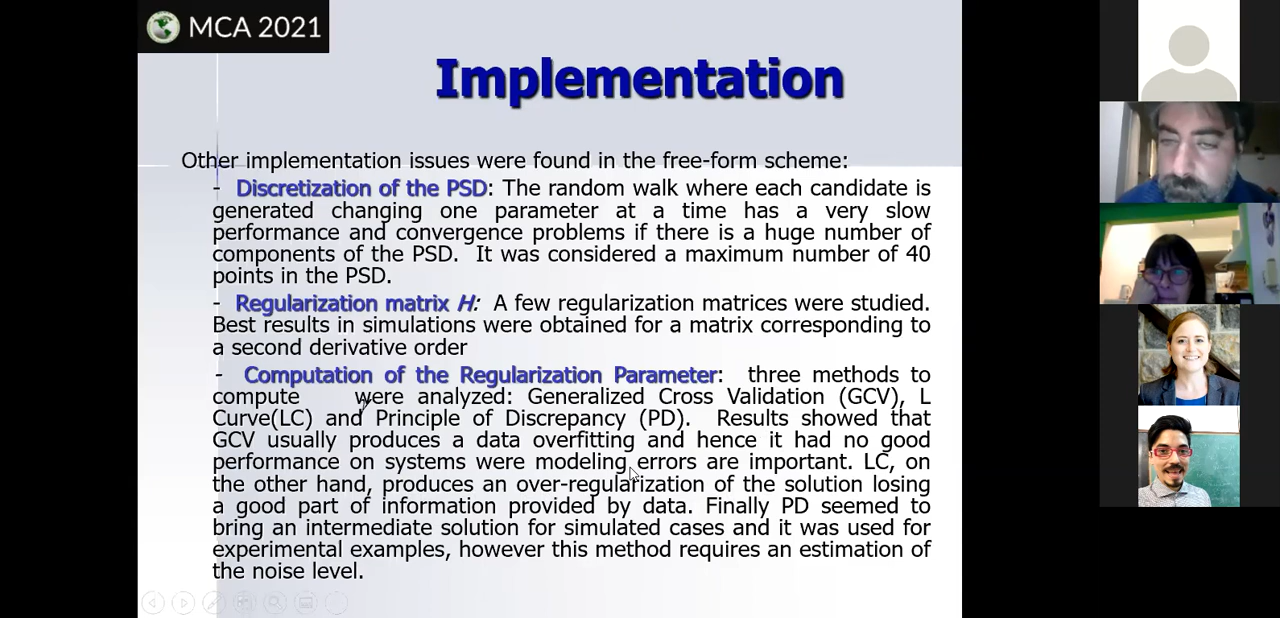 MCA 2021
Implementation
Other implementation issues were found in the free-form scheme:
- Discretization of the PSD: The random walk where each candidate is
generated changing one parameter at a time has a very slow
performance and convergence problems if there is a huge number of
components of the PSD. It was considered a maximum number of 40
points in the PSD.
- Regularization matrix H: A few regularization matrices were studied.
Best results in simulations were obtained for a matrix corresponding to
a second derivative order
- Computation of the Regularization Parameter: three methods to
compute were analyzed: Generalized Cross Validation (GCV), L
Curve(LC) and Principle of Discrepancy (PD). Results showed that
GCV usually produces a data overfitting and hence it had no good
performance on systems were modeling errors are important. LC, on
the other hand, produces an over-regularization of the solution losing
a good part of information provided by data. Finally PD seemed to
bring an intermediate solution for simulated cases and it was used for
experimental examples, however this method requires an estimation of
the noise level.